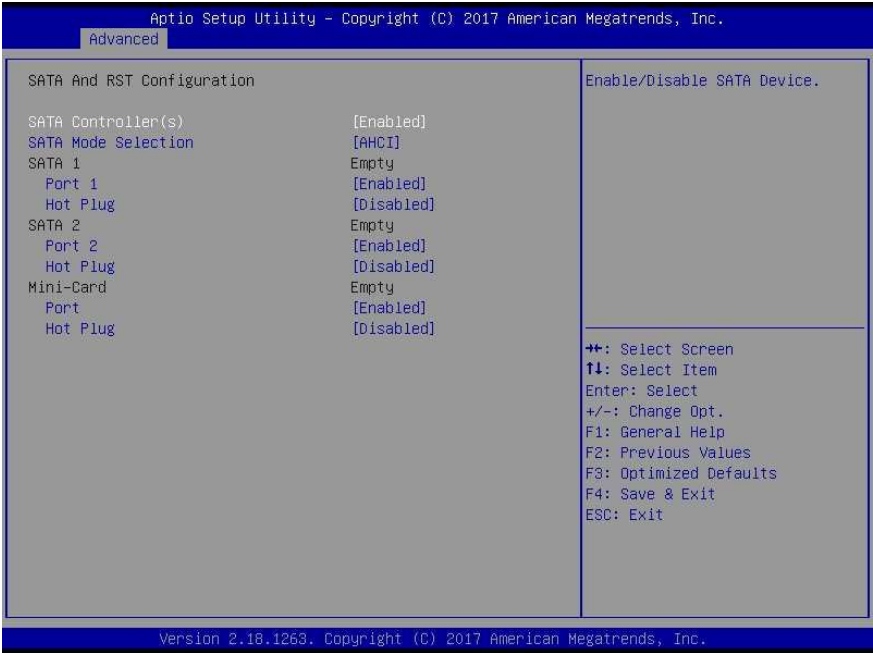 Aptio Setup Utility – Copyright (C) 2017 American Megatrends, Inc.
Advanced
SATA And RST Configuration
SATA Controller(s) [Enabled]
SATA Mode Selection [AHCI]
SATA 1 Empty
Port 1 [Enabled]
Hot Plug [Disabled]
SATA 2 Empty
Port 2 [Enabled]
Hot Plug [Disabled]
Mini-Card Empty
Port [Enabled]
Hot Plug [Disabled]
Enable/Disable SATA Device.
→←: Select Screen
↑↓: Select Item
Enter: Select
+/-: Change Opt.
F1: General Help
F2: Previous Values
F3: Optimized Defaults
F4: Save & Exit
ESC: Exit
Version 2.18.1263. Copyright (C) 2017 American Megatrends, Inc.